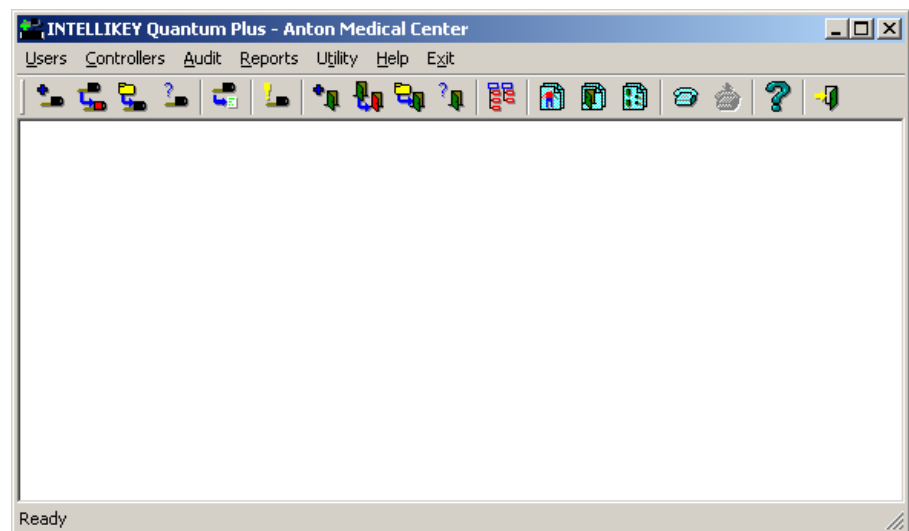 INTELLIKEY Quantum Plus - Anton Medical Center
Users Controllers Audit Reports Utility Help Exit
Ready